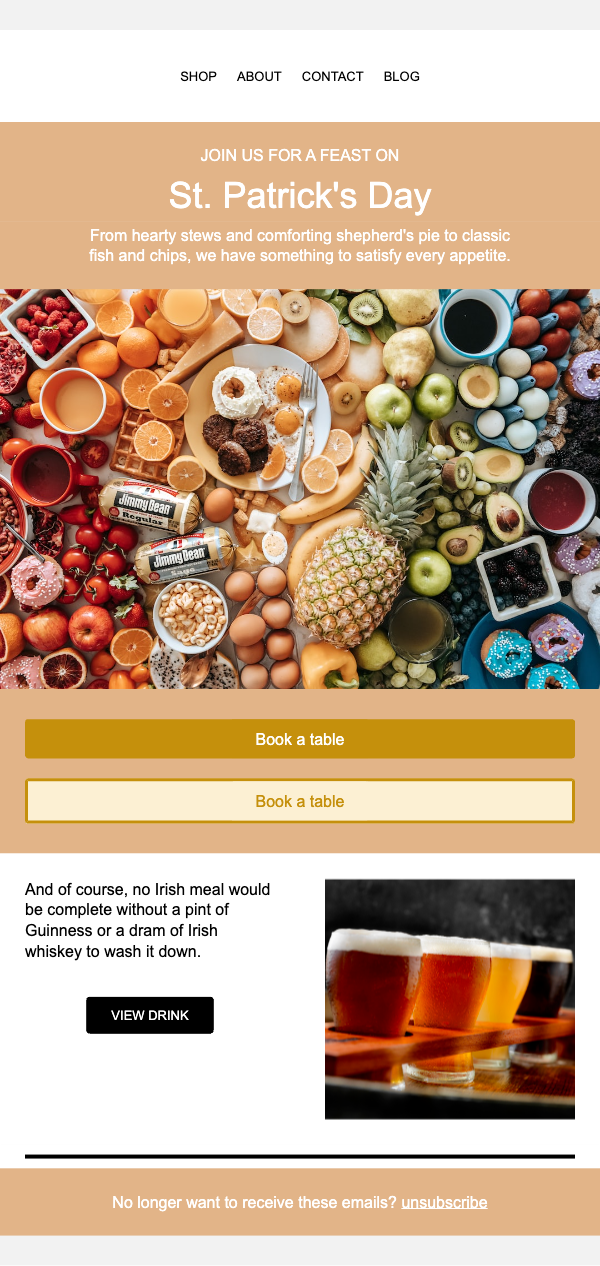 SHOP ABOUT CONTACT BLOG
JOIN US FOR A FEAST ON
St. Patrick's Day
From hearty stews and comforting shepherd's pie to classic
fish and chips, we have something to satisfy every appetite.
Jimmy Dean
Regular
Jimmy Dean
Sage
Book a table
Book a table
And of course, no Irish meal would
be complete without a pint of
Guinness or a dram of Irish
whiskey to wash it down.
VIEW DRINK
No longer want to receive these emails? unsubscribe